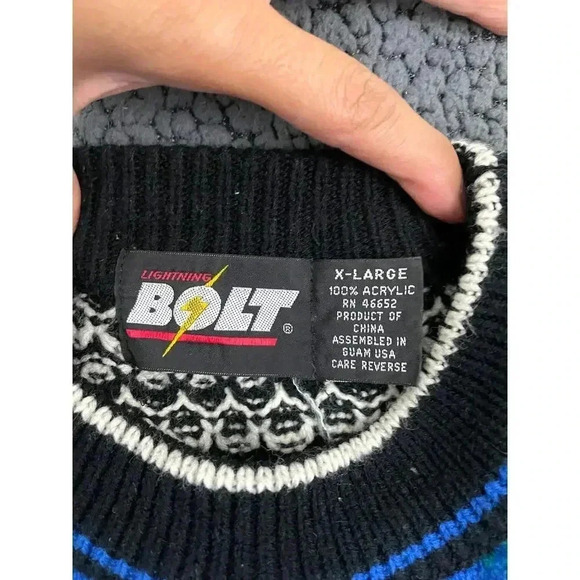 LIGHTNING
BOLT
®
X-LARGE
100% ACRYLIC
RN 46652
PRODUCT OF
CHINA
ASSEMBLED IN
GUAM USA
CARE REVERSE